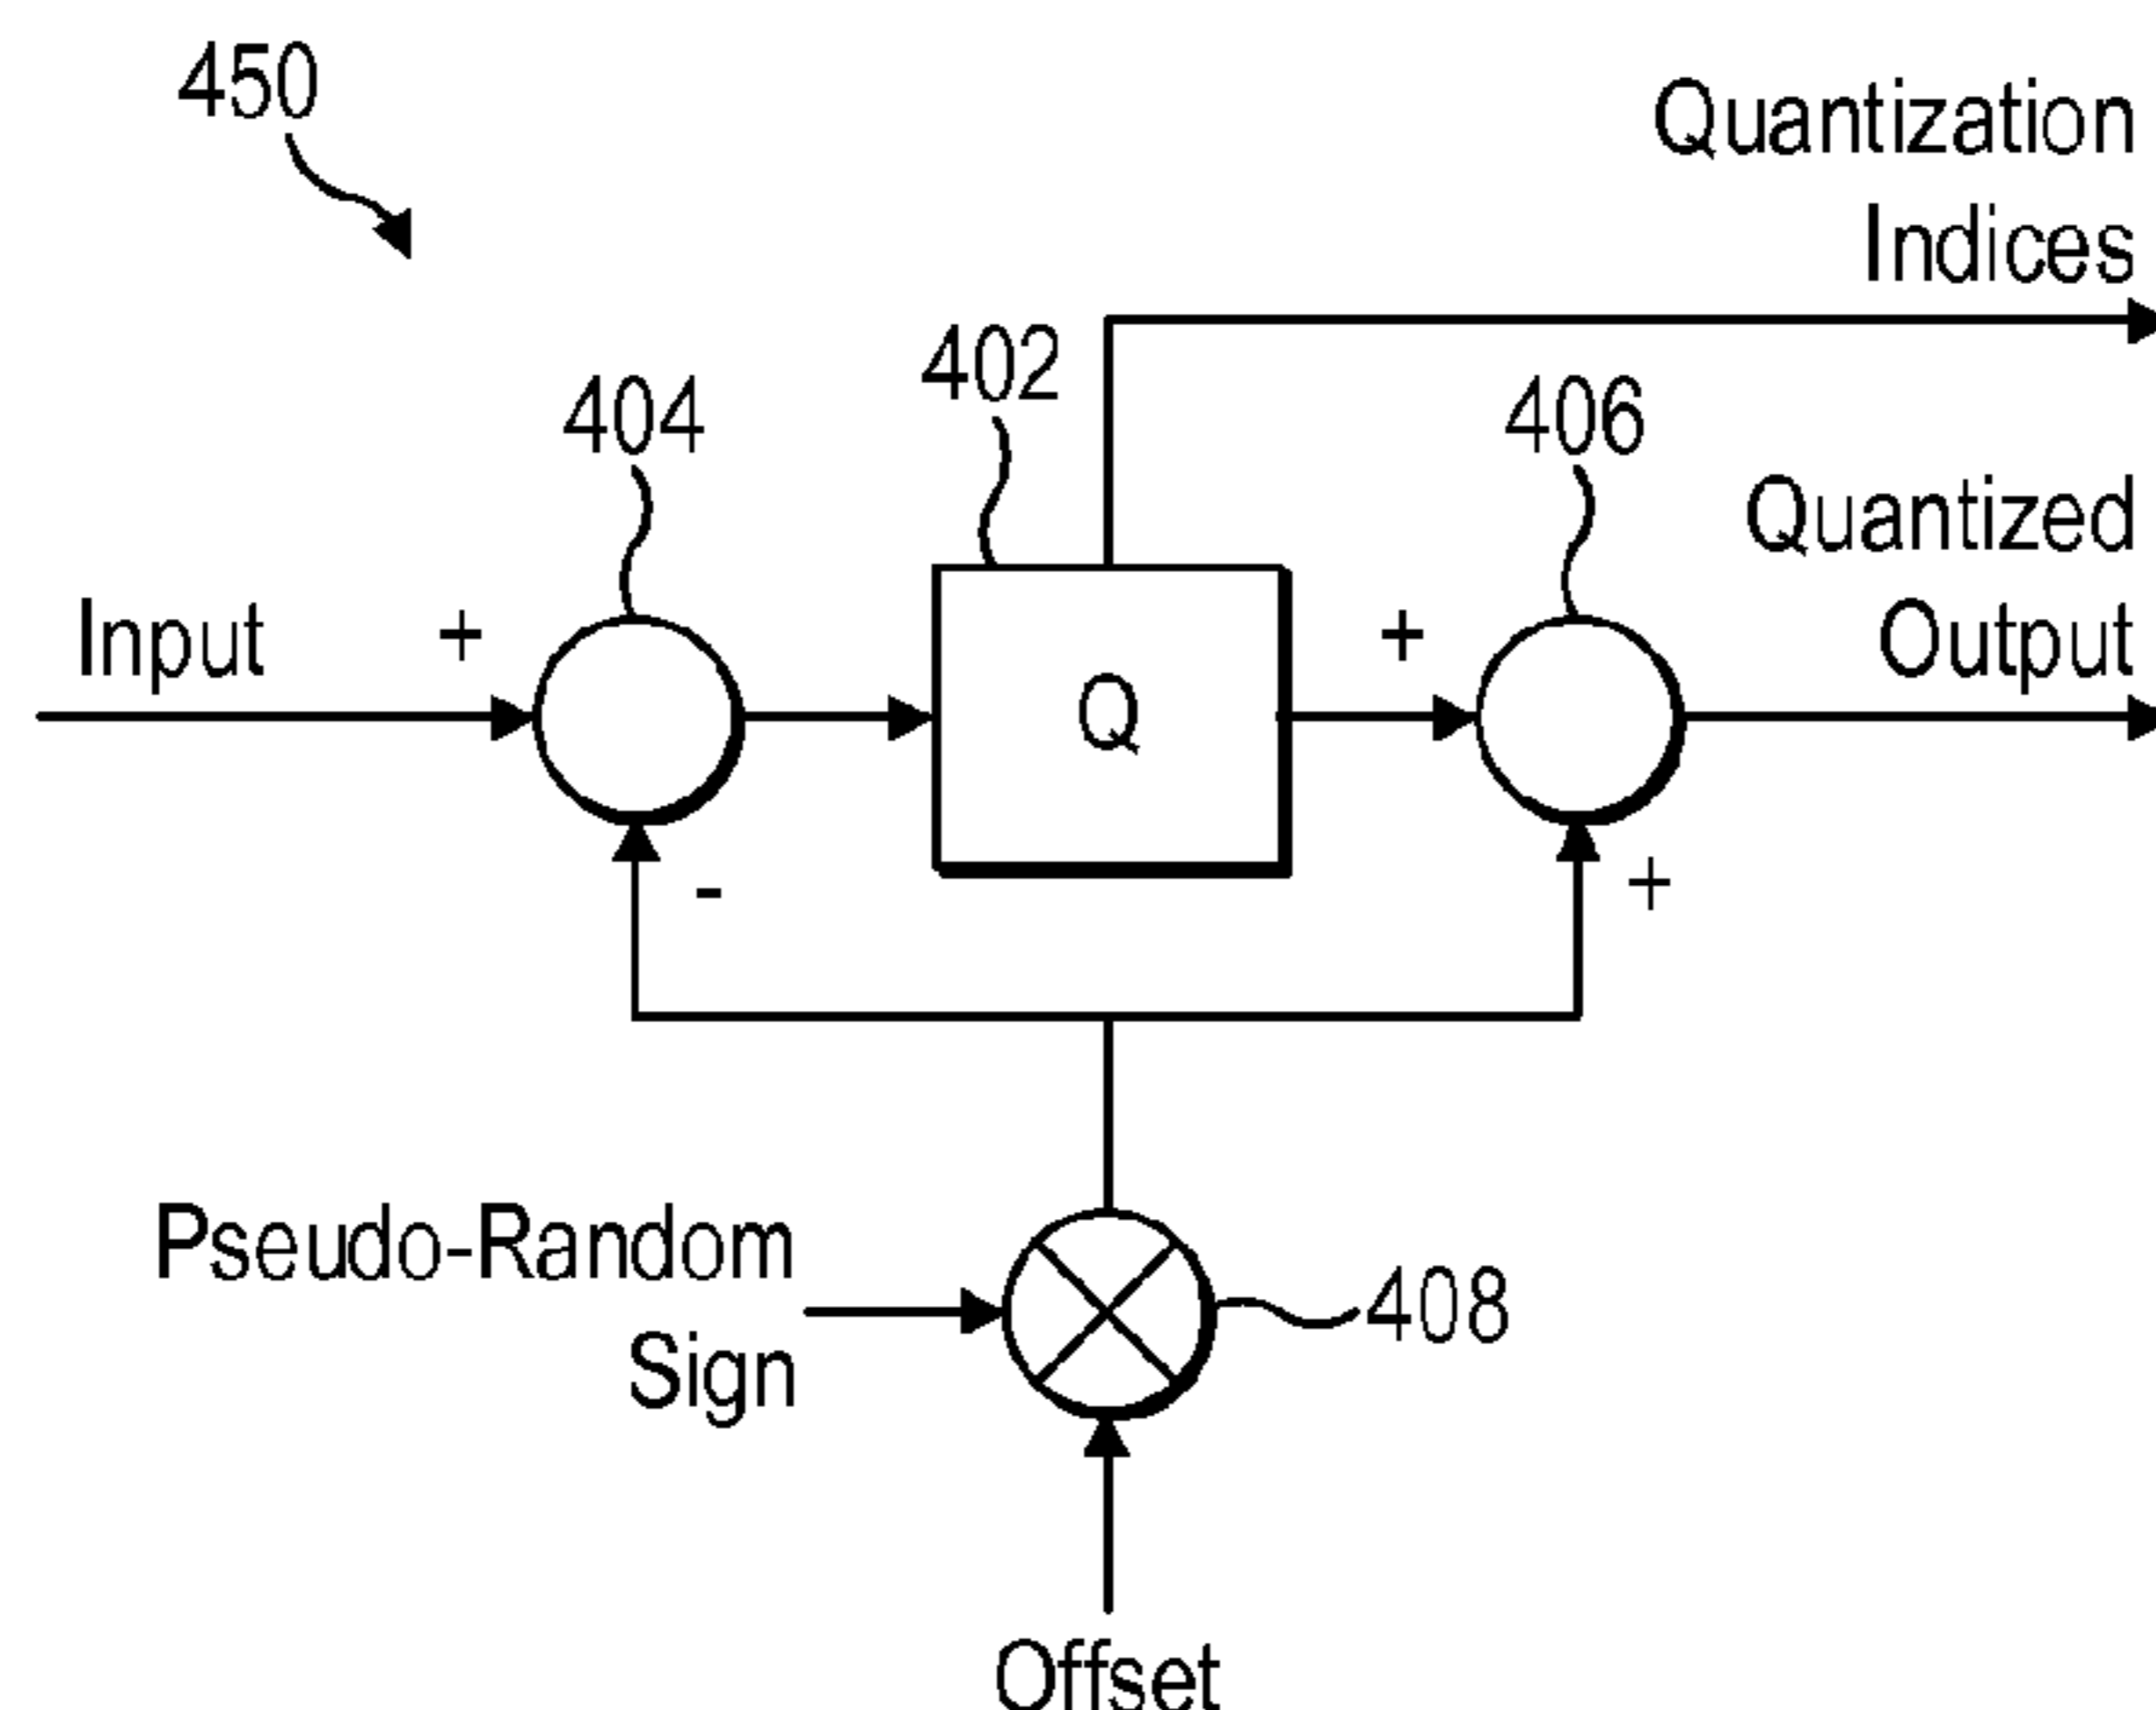 450
Quantization
Indices
402
404
406
Quantized
Output
Input
+
+
Q
-
+
Pseudo-Random
Sign
408
Offset